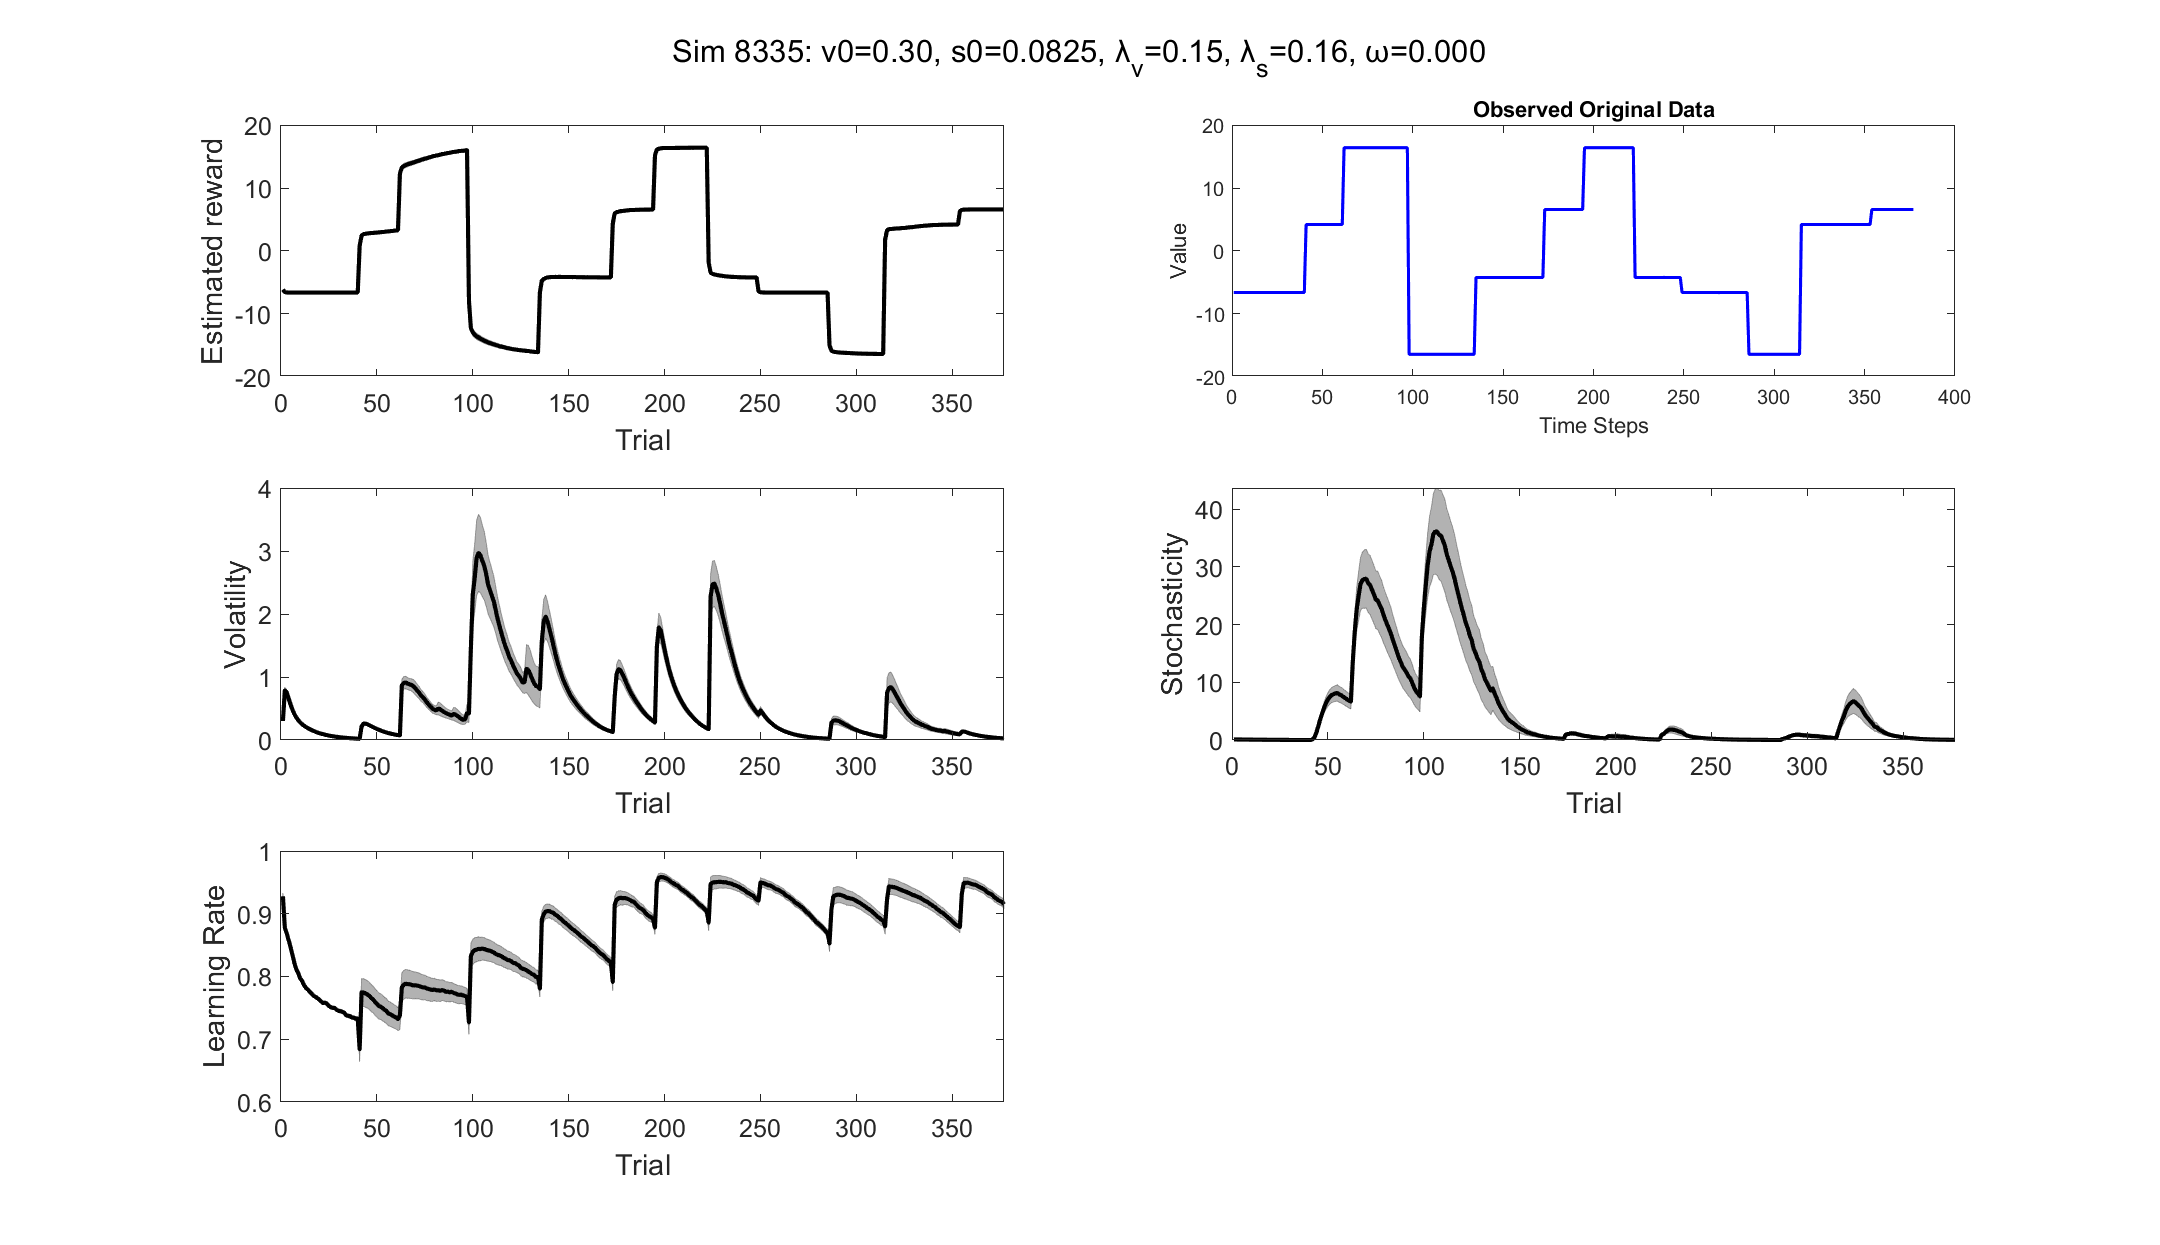 Sim 8335: v0=0.30, s0=0.0825, λv=0.15, λs=0.16, ω=0.000
Estimated reward
20
10
0
-10
-20
0 50 100 150 200 250 300 350
Trial
Observed Original Data
Value
20
10
0
-10
-20
0 50 100 150 200 250 300 350 400
Time Steps
Volatility
4
3
2
1
0
0 50 100 150 200 250 300 350
Trial
Stochasticity
40
30
20
10
0
0 50 100 150 200 250 300 350
Trial
Learning Rate
1
0.9
0.8
0.7
0.6
0 50 100 150 200 250 300 350
Trial